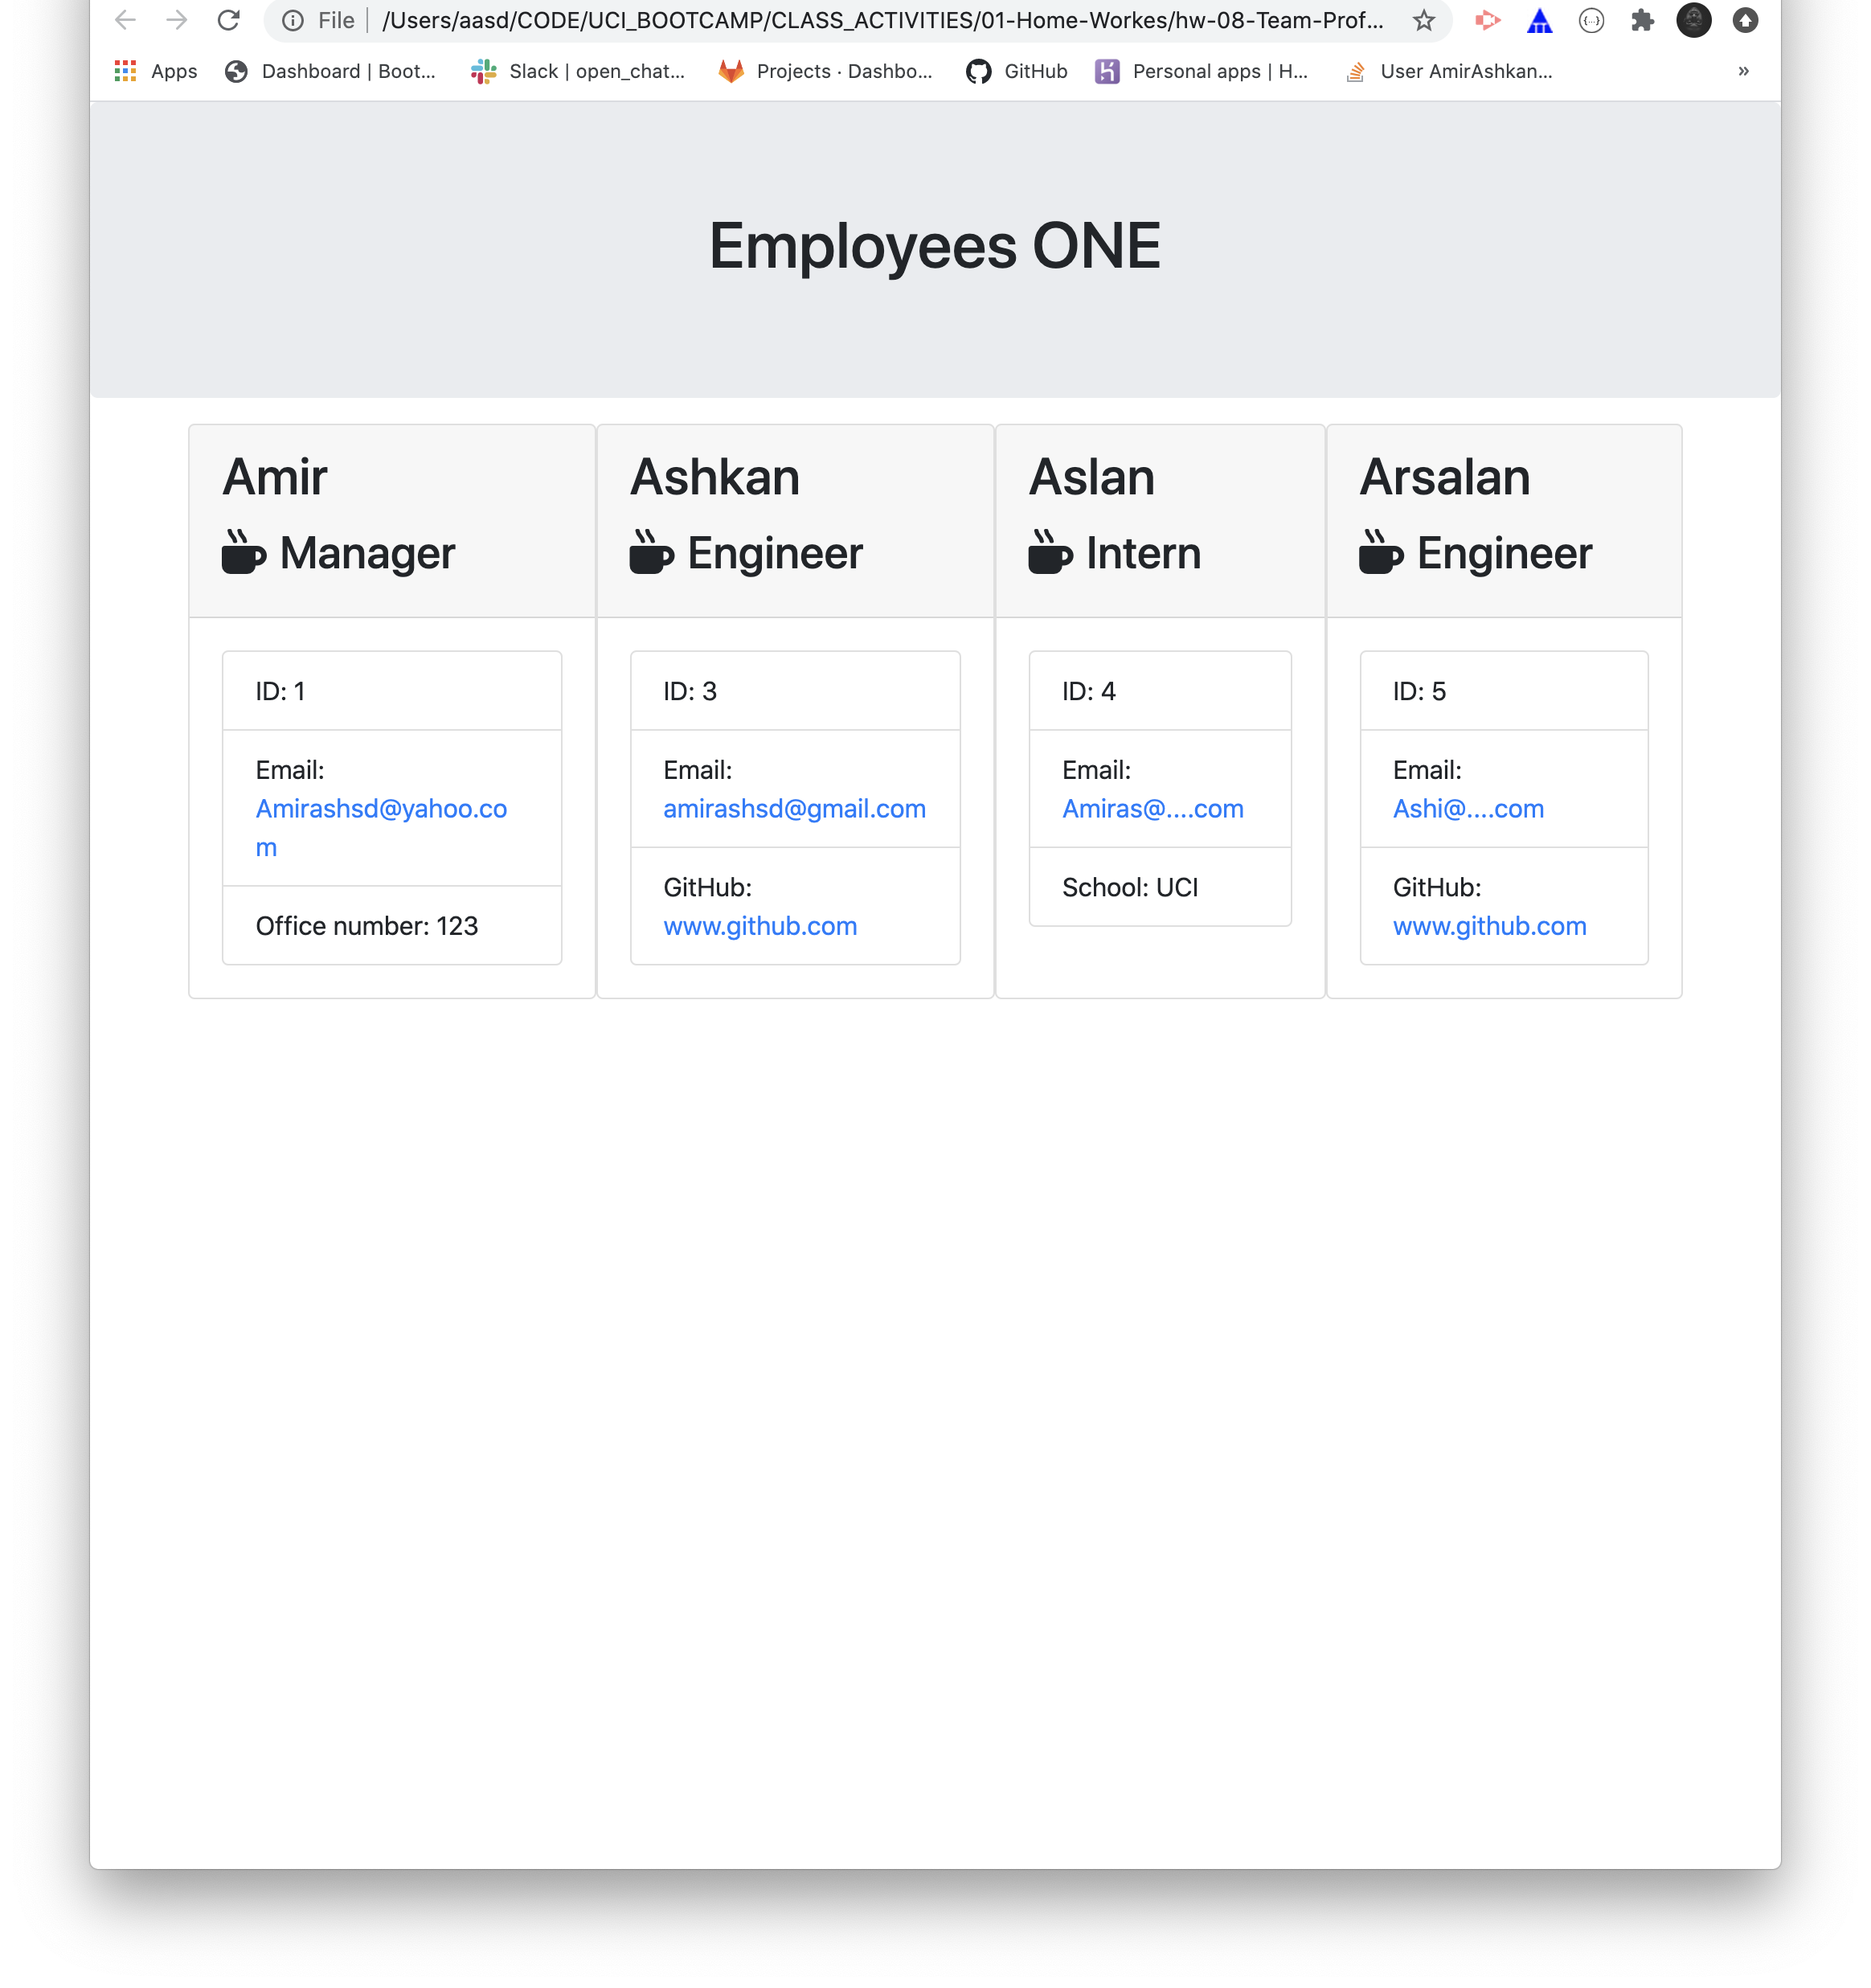 File /Users/aasd/CODE/UCI_BOOTCAMP/CLASS_ACTIVITIES/01-Home-Workes/hw-08-Team-Prof...
Apps Dashboard | Boot... Slack | open_chat... Projects · Dashbo... GitHub Personal apps | H... User AmirAshkan... »
Employees ONE
Amir
Manager
ID: 1
Email:
Amirashsd@yahoo.co
m
Office number: 123
Ashkan
Engineer
ID: 3
Email:
amirashsd@gmail.com
GitHub:
www.github.com
Aslan
Intern
ID: 4
Email:
Amiras@....com
School: UCI
Arsalan
Engineer
ID: 5
Email:
Ashi@....com
GitHub:
www.github.com